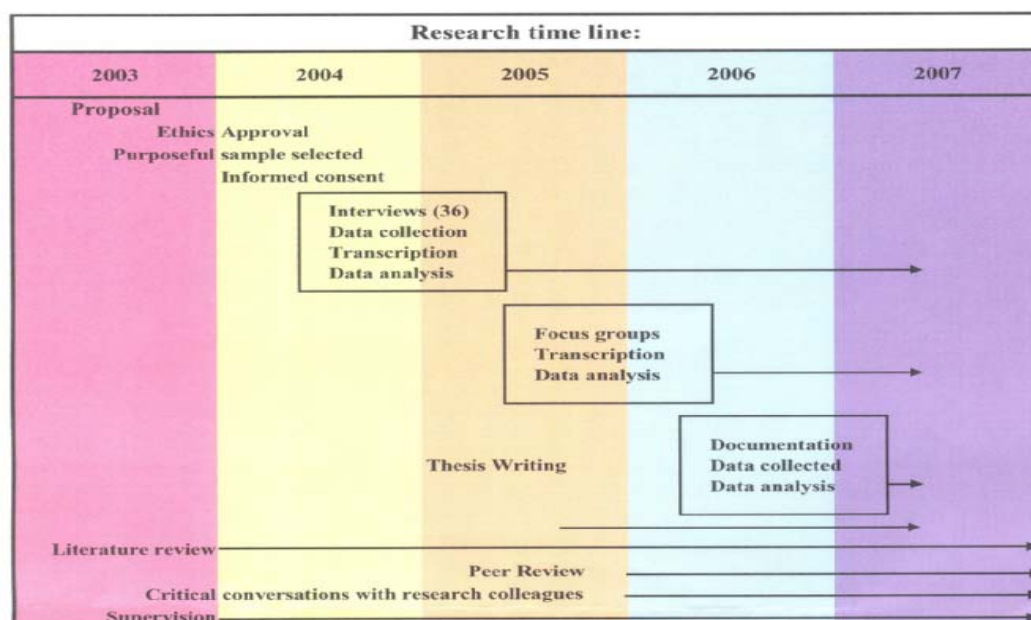 Research time line:
2003 2004 2005 2006 2007
Proposal
Ethics Approval
Purposeful sample selected
Informed consent
Interviews (36)
Data collection
Transcription
Data analysis
Focus groups
Transcription
Data analysis
Documentation
Data collected
Data analysis
Thesis Writing
Literature review
Peer Review
Critical conversations with research colleagues
Supervision